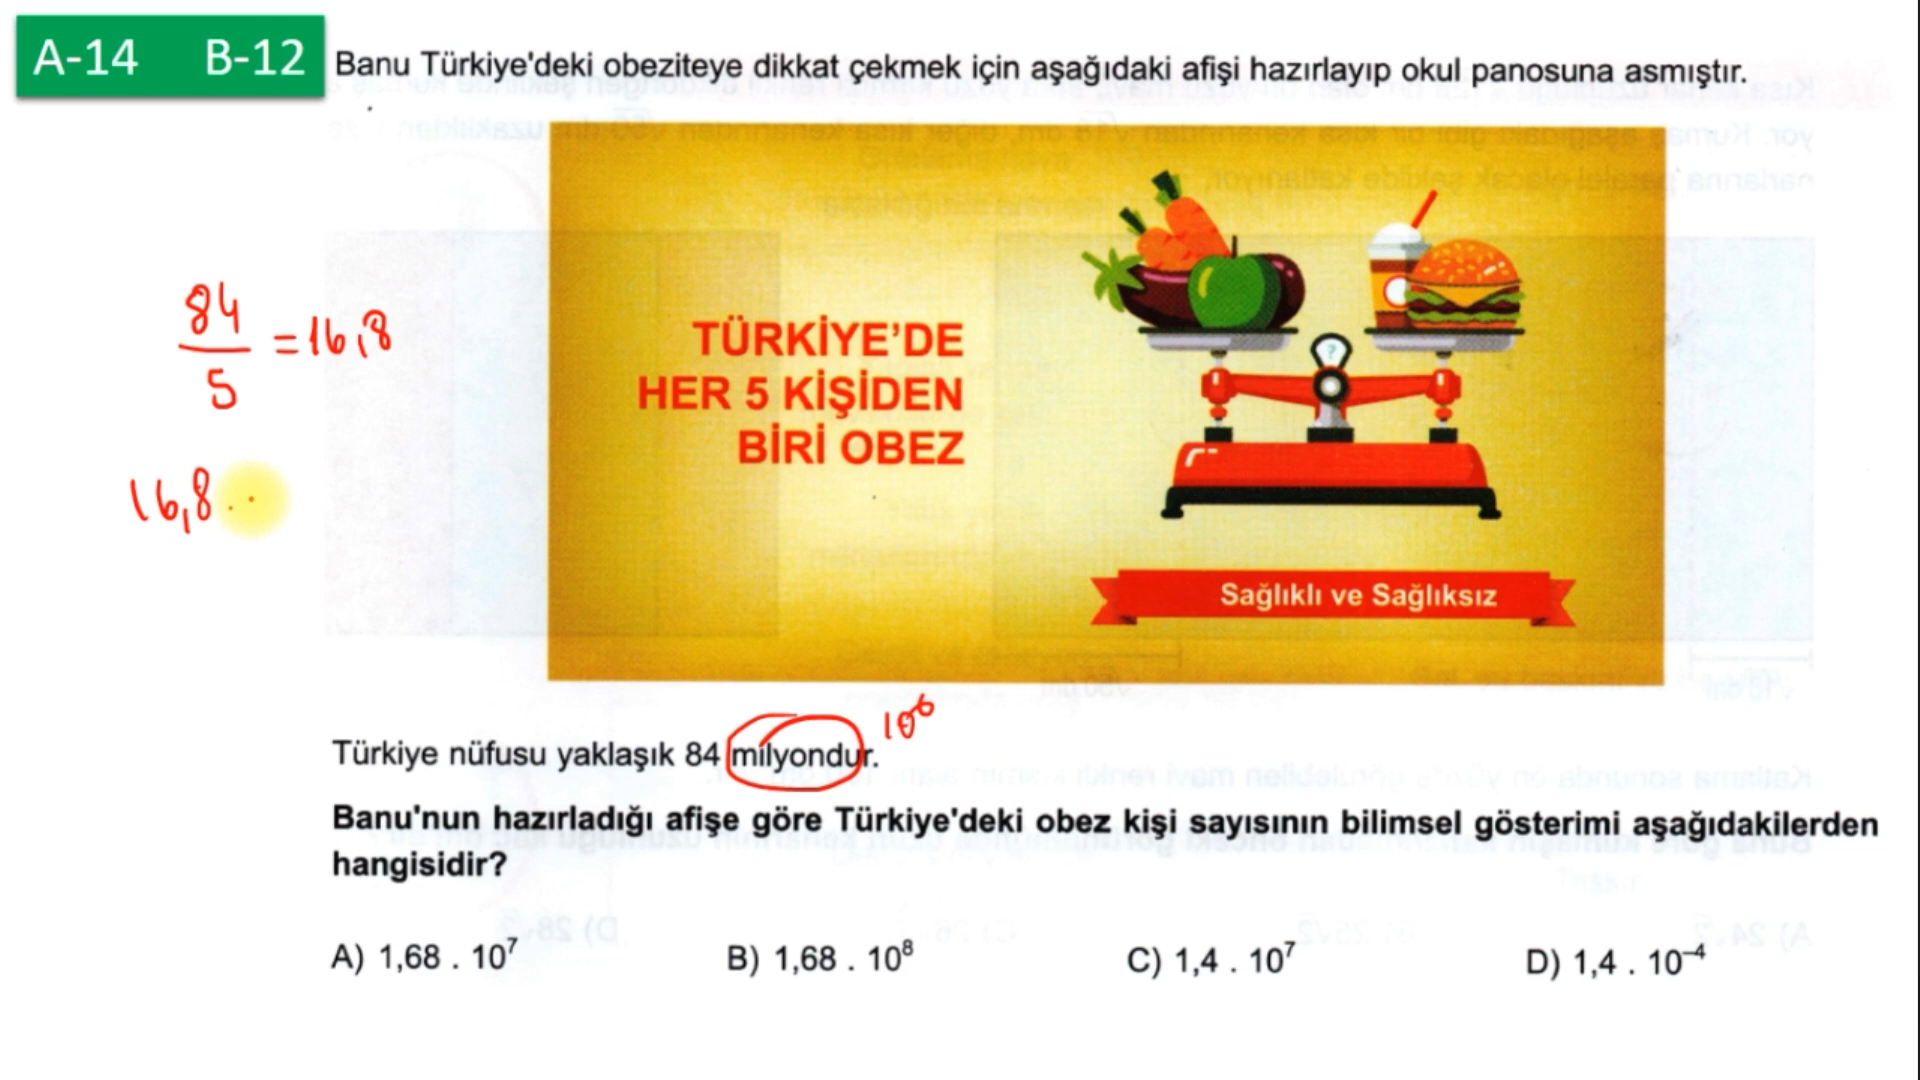 A-14 B-12
Banu Türkiye'deki obeziteye dikkat çekmek için aşağıdaki afişi hazırlayıp okul panosuna asmıştır.
84
5
=16,8
16,8.
TÜRKİYE'DE
HER 5 KİŞİDEN
BİRİ OBEZ
?
Sağlıklı ve Sağlıksız
10⁶
Türkiye nüfusu yaklaşık 84 milyondur.
Banu'nun hazırladığı afişe göre Türkiye'deki obez kişi sayısının bilimsel gösterimi aşağıdakilerden
hangisidir?
A) 1,68 . 10⁷ B) 1,68 . 10⁸ C) 1,4 . 10⁷ D) 1,4 . 10⁻⁴